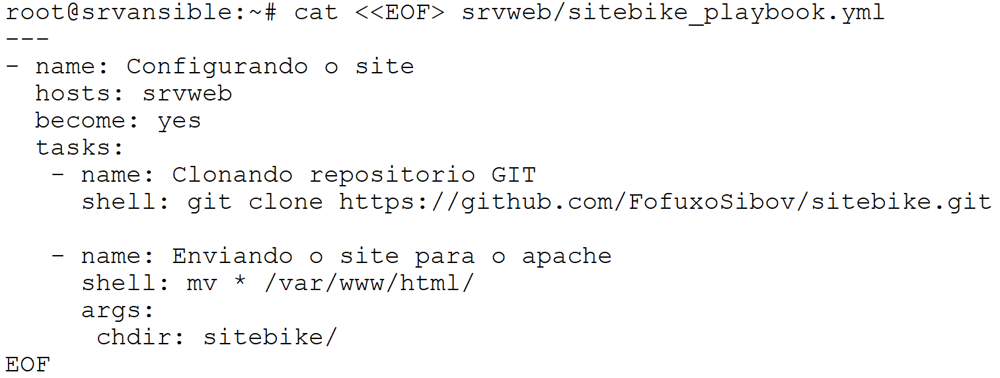 root@srvansible:~# cat <<EOF> srvweb/sitebike_playbook.yml
---
- name: Configurando o site
  hosts: srvweb
  become: yes
  tasks:
   - name: Clonando repositorio GIT
     shell: git clone https://github.com/FofuxoSibov/sitebike.git

   - name: Enviando o site para o apache
     shell: mv * /var/www/html/
     args:
      chdir: sitebike/
EOF